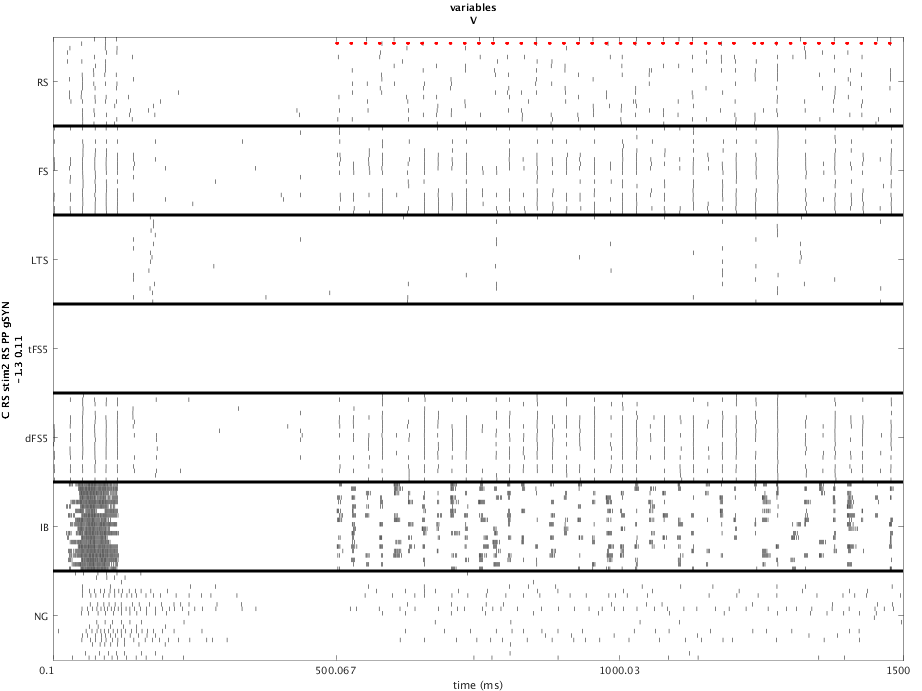 variables
V
RS
FS
LTS
tFS5
dFS5
IB
NG
C RS stim2 RS PP gSYN
-1.3 0.11
0.1
500.067
1000.03
1500
time (ms)